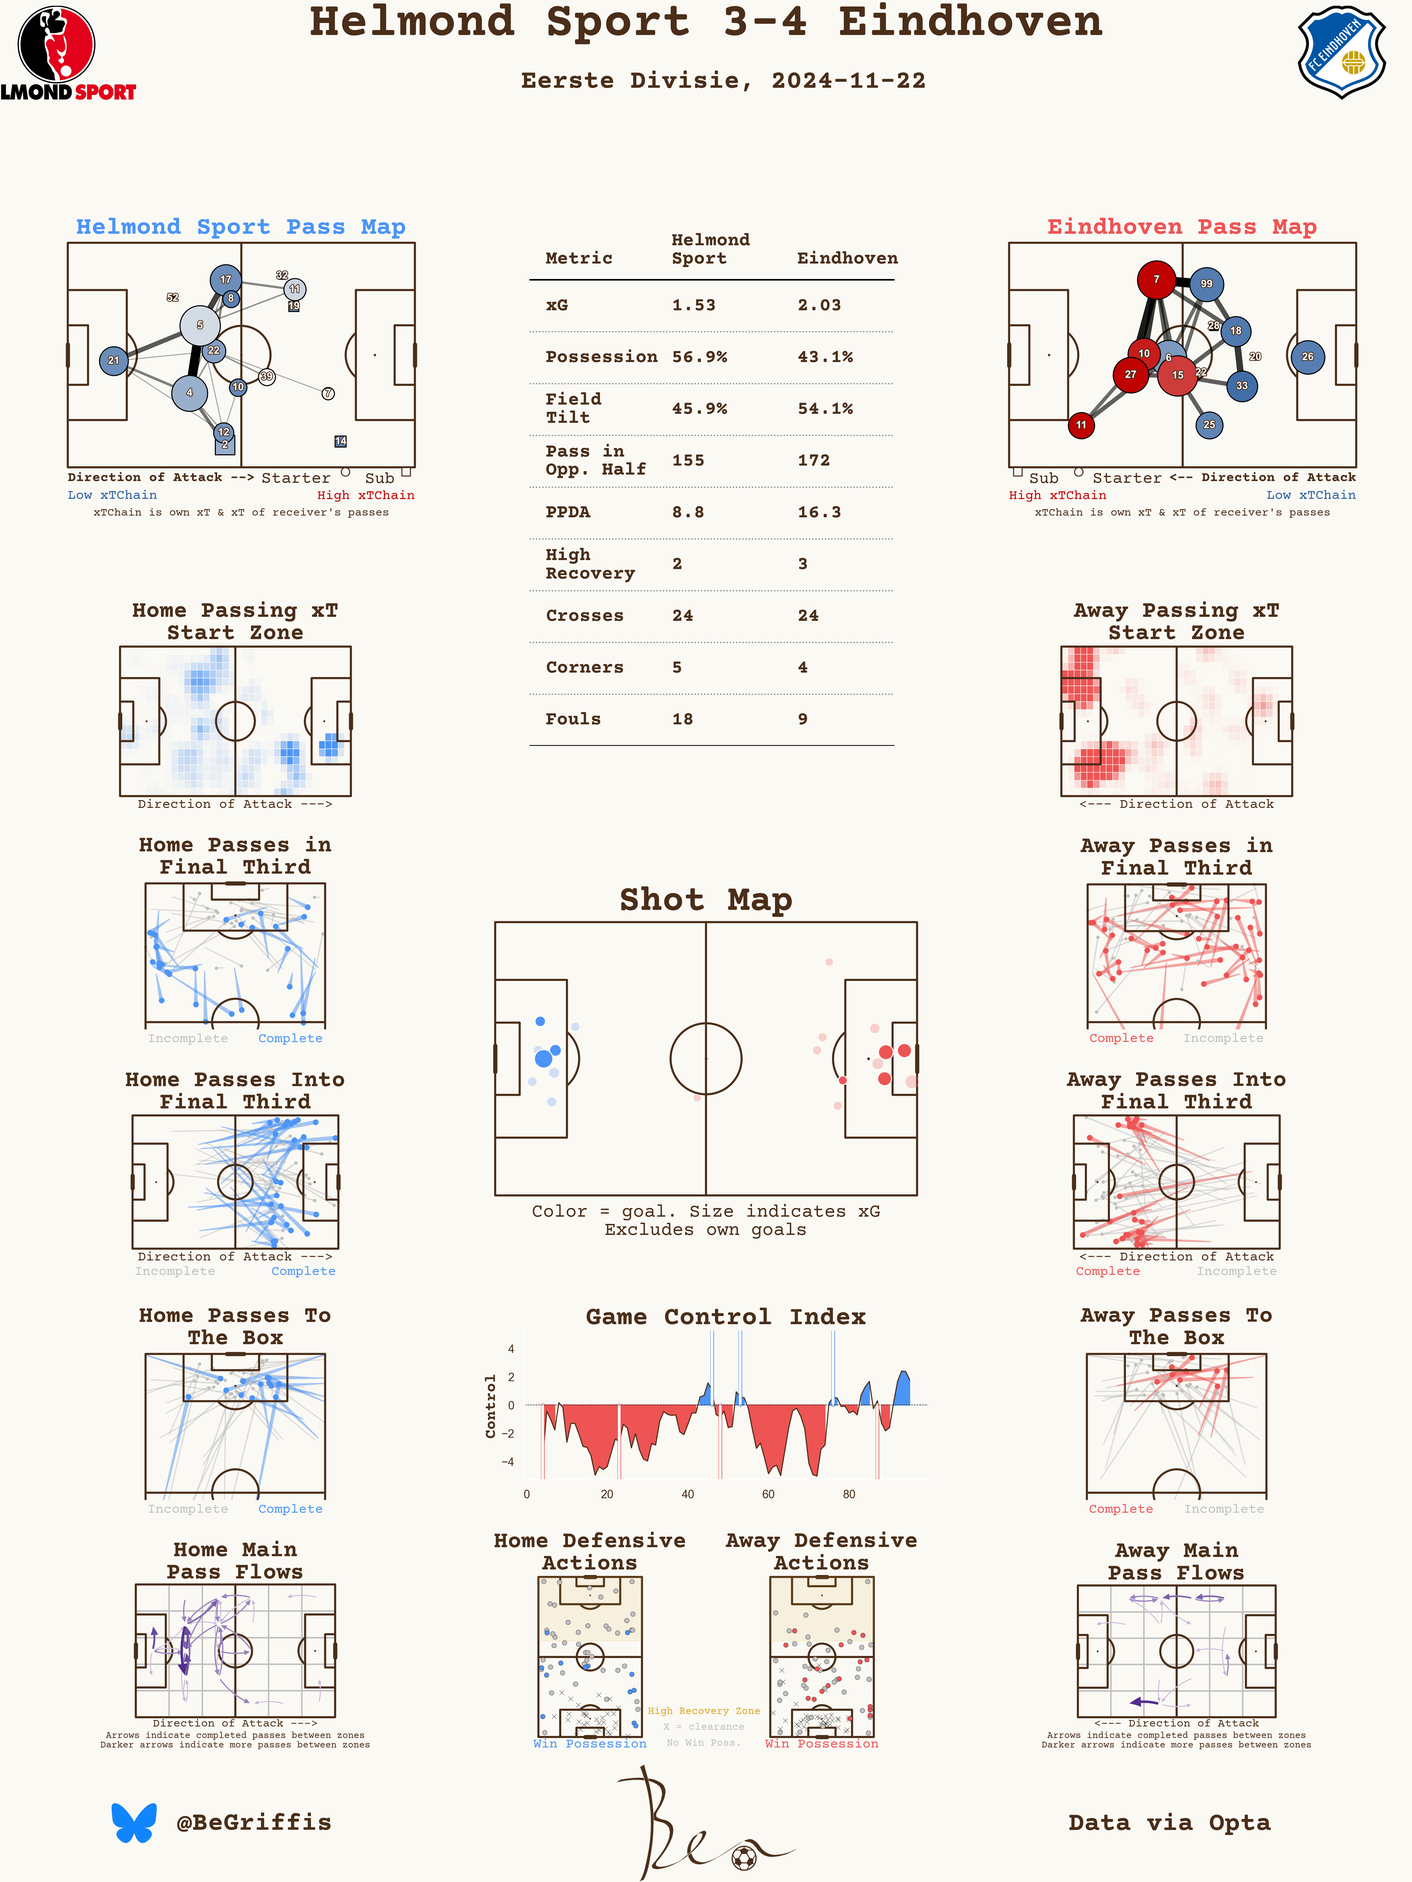 Helmond Sport 3-4 Eindhoven
Eerste Divisie, 2024-11-22
LMOND SPORT
FC EINDHOVEN
Helmond Sport Pass Map
17
32
11
8
19
52
5
22
21
39
10
7
4
12
2
14
Direction of Attack --> Starter Sub
Low xTChain High xTChain
xTChain is own xT & xT of receiver's passes
Metric Helmond Sport Eindhoven
xG 1.53 2.03
Possession 56.9% 43.1%
Field Tilt 45.9% 54.1%
Pass in Opp. Half 155 172
PPDA 8.8 16.3
High Recovery 2 3
Crosses 24 24
Corners 5 4
Fouls 18 9
Eindhoven Pass Map
7
99
28
18
10
6
20
26
27
15
22
33
11
25
Sub Starter <-- Direction of Attack
High xTChain Low xTChain
xTChain is own xT & xT of receiver's passes
Home Passing xT
Start Zone
Direction of Attack --->
Away Passing xT
Start Zone
<--- Direction of Attack
Home Passes in
Final Third
Incomplete Complete
Away Passes in
Final Third
Complete Incomplete
Shot Map
Color = goal. Size indicates xG
Excludes own goals
Home Passes Into
Final Third
Direction of Attack --->
Incomplete Complete
Away Passes Into
Final Third
<--- Direction of Attack
Complete Incomplete
Home Passes To
The Box
Incomplete Complete
Game Control Index
Control
4
2
0
−2
−4
0 20 40 60 80
Away Passes To
The Box
Complete Incomplete
Home Main
Pass Flows
Direction of Attack --->
Arrows indicate completed passes between zones
Darker arrows indicate more passes between zones
Home Defensive
Actions
Win Possession
Away Defensive
Actions
Win Possession
High Recovery Zone
X = clearance
No Win Poss.
Away Main
Pass Flows
<--- Direction of Attack
Arrows indicate completed passes between zones
Darker arrows indicate more passes between zones
@BeGriffis
Ben
Data via Opta